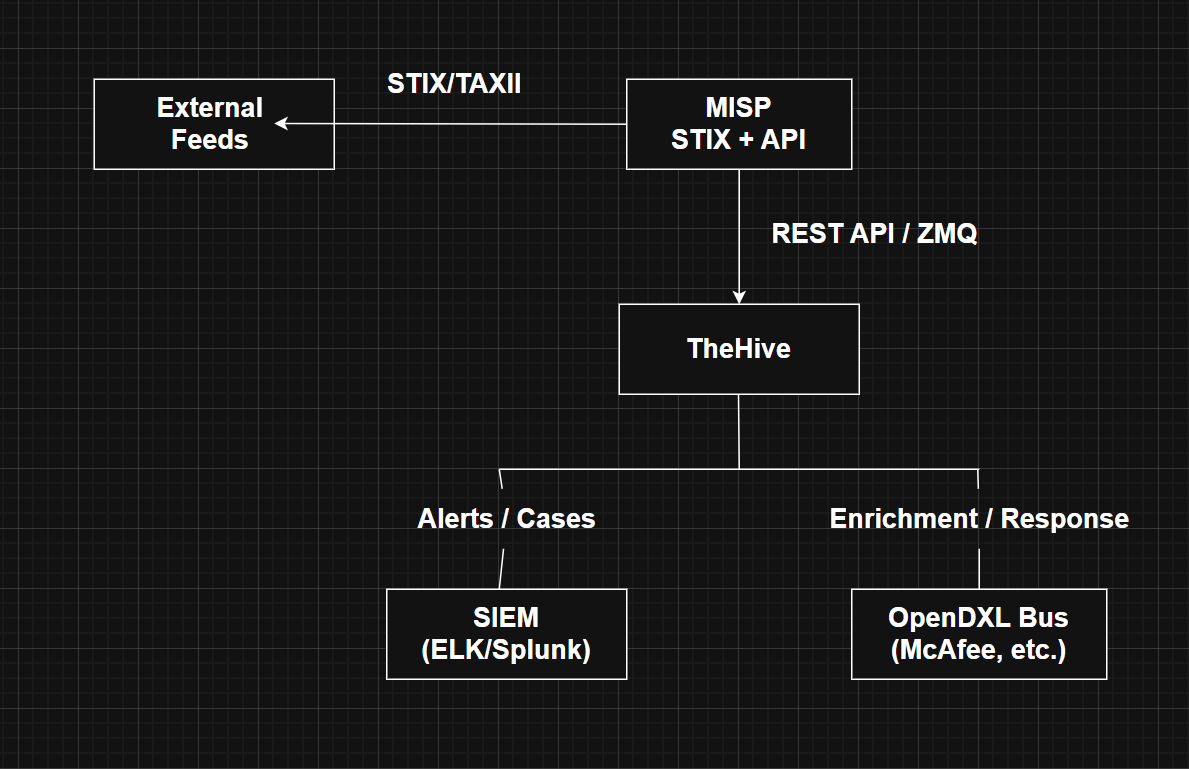 STIX/TAXII
External
Feeds
MISP
STIX + API
REST API / ZMQ
TheHive
Alerts / Cases
Enrichment / Response
SIEM
(ELK/Splunk)
OpenDXL Bus
(McAfee, etc.)